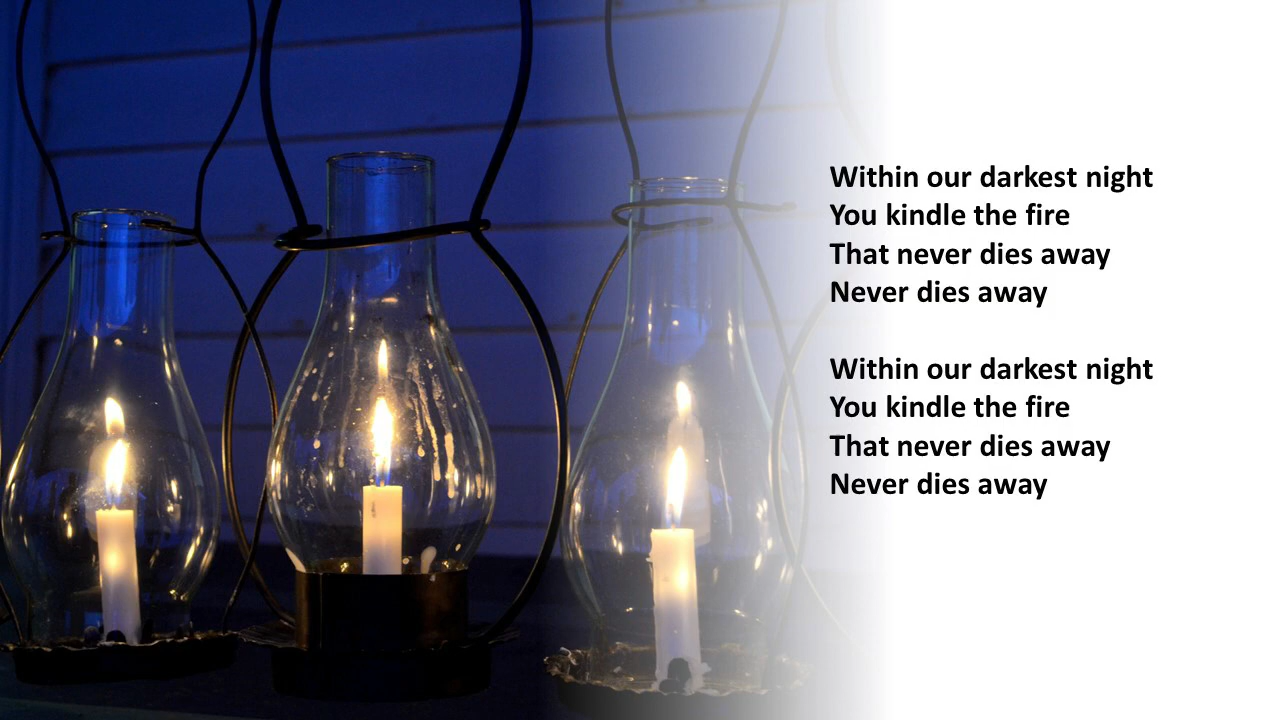 Within our darkest night
You kindle the fire
That never dies away
Never dies away

Within our darkest night
You kindle the fire
That never dies away
Never dies away